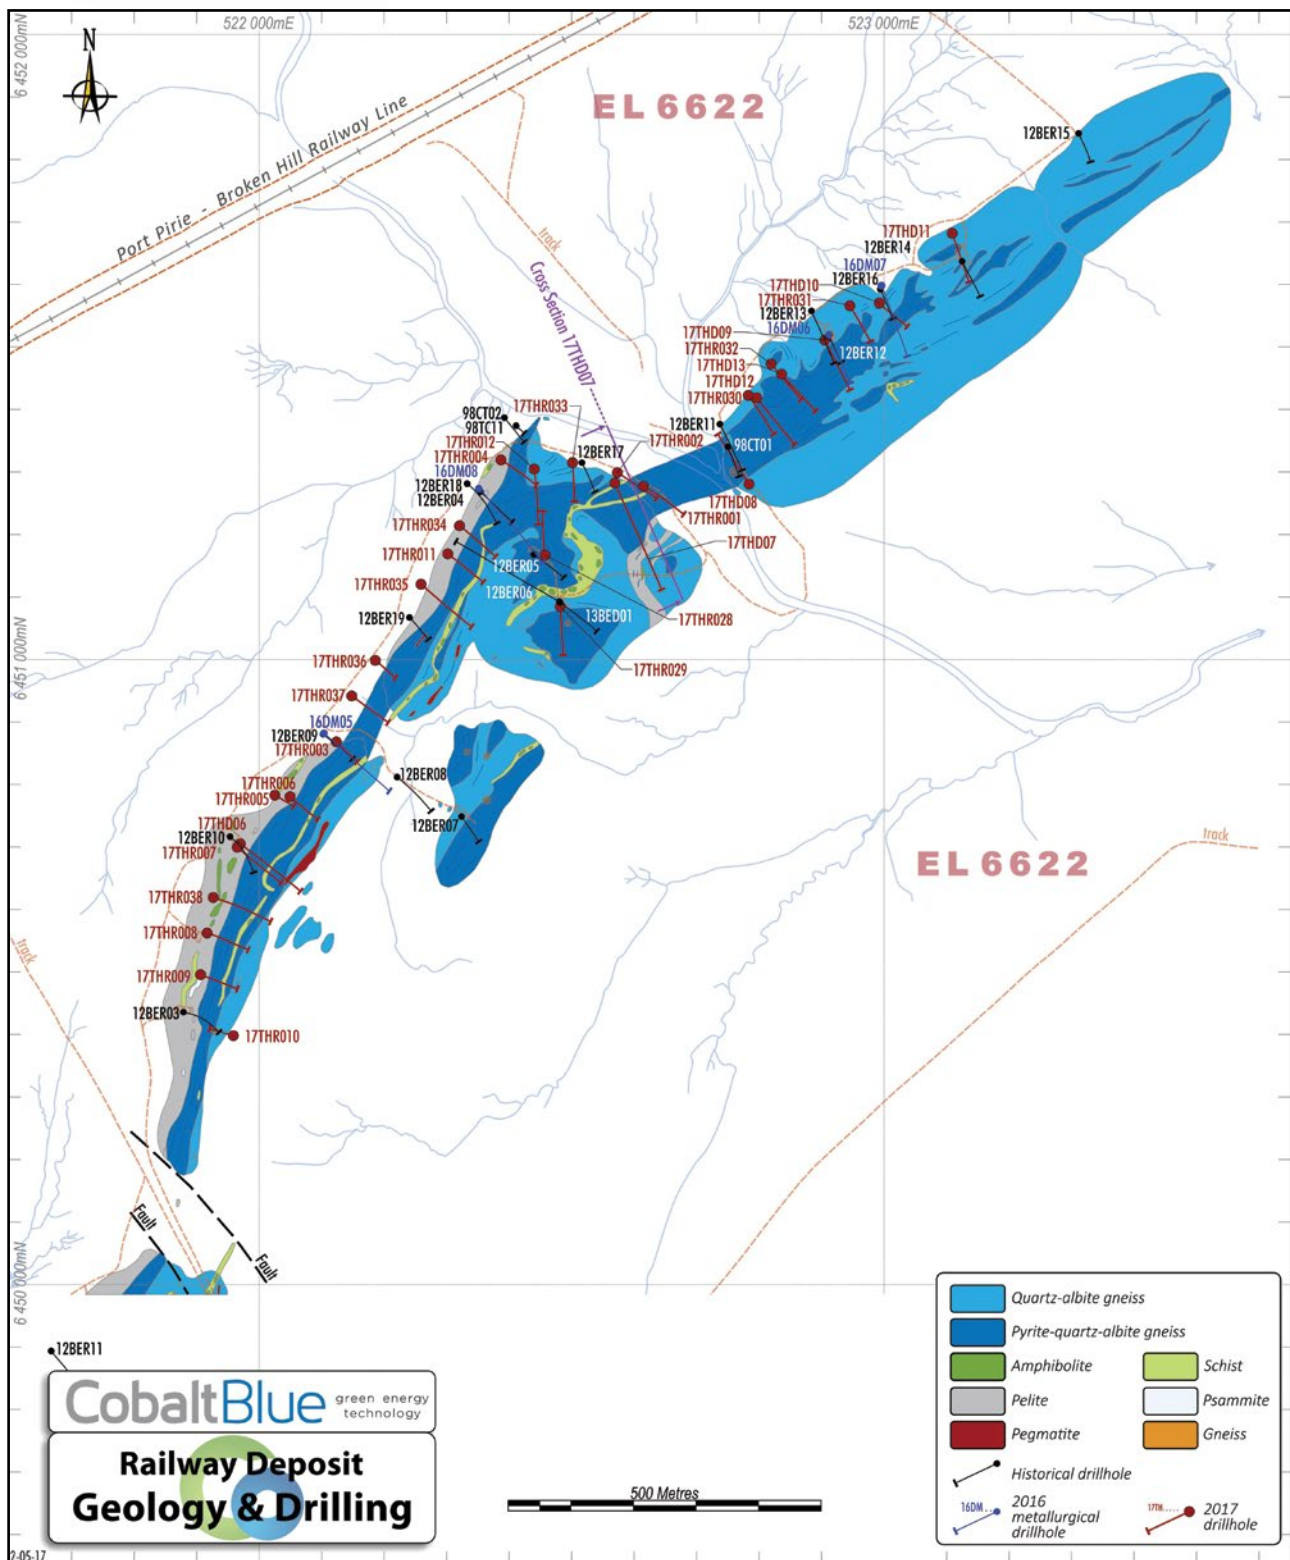 522 000mE
523 000mE
6 452 000mN
N
EL 6622
Port Pirie - Broken Hill Railway Line
track
12BER15
17THD11
12BER14
16DM07
12BER16
17THD10
17THR031
12BER13
16DM06
17THD09
12BER12
17THR032
17THD13
17THD12
17THR030
Cross Section 17THD07
98CT02
98TC11
17THR033
17THR012
17THR004
12BER17
17THR002
12BER11
98CT01
16DM08
12BER18
12BER04
17THD08
17THR001
17THR034
17THD07
17THR011
12BER05
17THR035
12BER06
13BED01
12BER19
17THR028
6 451 000mN
17THR036
17THR029
17THR037
16DM05
12BER09
17THR003
12BER08
17THR006
17THR005
12BER07
17THD06
12BER10
17THR007
track
EL 6622
17THR038
17THR008
track
17THR009
12BER03
17THR010
Fault
Fault
6 450 000mN
12BER11
CobaltBlue
green energy
technology
Railway Deposit
Geology & Drilling
500 Metres
Quartz-albite gneiss
Pyrite-quartz-albite gneiss
Amphibolite
Schist
Pelite
Psammite
Pegmatite
Gneiss
Historical drillhole
16DM...
2016
metallurgical
drillhole
17TH.....
2017
drillhole
2-05-17